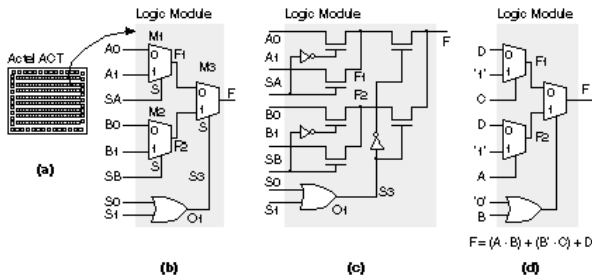 Logic Module
Logic Module
Logic Module
Actel ACT
(a)
A0
A1
SA
B0
B1
SB
S0
S1
M1
0
1
S
F1
M2
0
1
S
F2
M3
0
1
S
F
S3
O1
(b)
A0
A1
SA
B0
B1
SB
S0
S1
F1
F2
S3
O1
F
(c)
D
'1'
C
D
'1'
A
'0'
B
0
1
F1
0
1
F2
0
1
F
F = (A · B) + (B' · C) + D
(d)